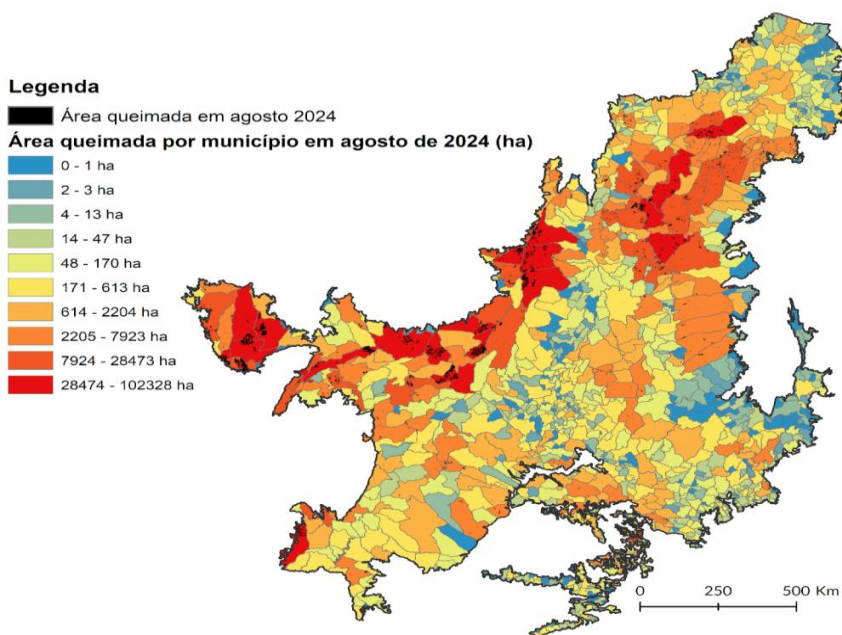 Legenda
Área queimada em agosto 2024
Área queimada por município em agosto de 2024 (ha)
0 - 1 ha
2 - 3 ha
4 - 13 ha
14 - 47 ha
48 - 170 ha
171 - 613 ha
614 - 2204 ha
2205 - 7923 ha
7924 - 28473 ha
28474 - 102328 ha
0 250 500 Km